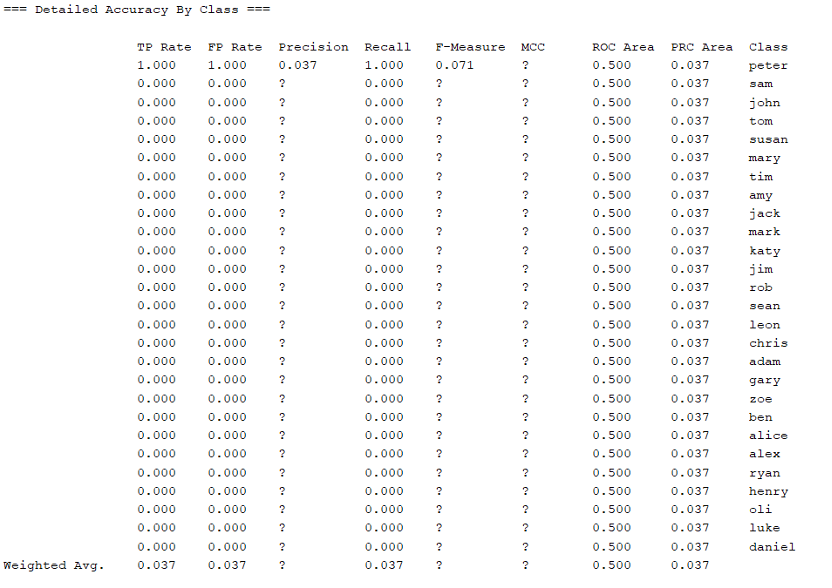 === Detailed Accuracy By Class ===
TP Rate FP Rate Precision Recall F-Measure MCC ROC Area PRC Area Class
1.000 1.000 0.037 1.000 0.071 ? 0.500 0.037 peter
0.000 0.000 ? 0.000 ? ? 0.500 0.037 sam
0.000 0.000 ? 0.000 ? ? 0.500 0.037 john
0.000 0.000 ? 0.000 ? ? 0.500 0.037 tom
0.000 0.000 ? 0.000 ? ? 0.500 0.037 susan
0.000 0.000 ? 0.000 ? ? 0.500 0.037 mary
0.000 0.000 ? 0.000 ? ? 0.500 0.037 tim
0.000 0.000 ? 0.000 ? ? 0.500 0.037 amy
0.000 0.000 ? 0.000 ? ? 0.500 0.037 jack
0.000 0.000 ? 0.000 ? ? 0.500 0.037 mark
0.000 0.000 ? 0.000 ? ? 0.500 0.037 katy
0.000 0.000 ? 0.000 ? ? 0.500 0.037 jim
0.000 0.000 ? 0.000 ? ? 0.500 0.037 rob
0.000 0.000 ? 0.000 ? ? 0.500 0.037 sean
0.000 0.000 ? 0.000 ? ? 0.500 0.037 leon
0.000 0.000 ? 0.000 ? ? 0.500 0.037 chris
0.000 0.000 ? 0.000 ? ? 0.500 0.037 adam
0.000 0.000 ? 0.000 ? ? 0.500 0.037 gary
0.000 0.000 ? 0.000 ? ? 0.500 0.037 zoe
0.000 0.000 ? 0.000 ? ? 0.500 0.037 ben
0.000 0.000 ? 0.000 ? ? 0.500 0.037 alice
0.000 0.000 ? 0.000 ? ? 0.500 0.037 alex
0.000 0.000 ? 0.000 ? ? 0.500 0.037 ryan
0.000 0.000 ? 0.000 ? ? 0.500 0.037 henry
0.000 0.000 ? 0.000 ? ? 0.500 0.037 oli
0.000 0.000 ? 0.000 ? ? 0.500 0.037 luke
0.000 0.000 ? 0.000 ? ? 0.500 0.037 daniel
Weighted Avg. 0.037 0.037 ? 0.037 ? ? 0.500 0.037